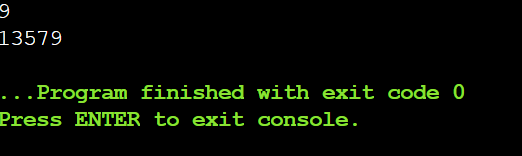 9
13579
...Program finished with exit code 0
Press ENTER to exit console.